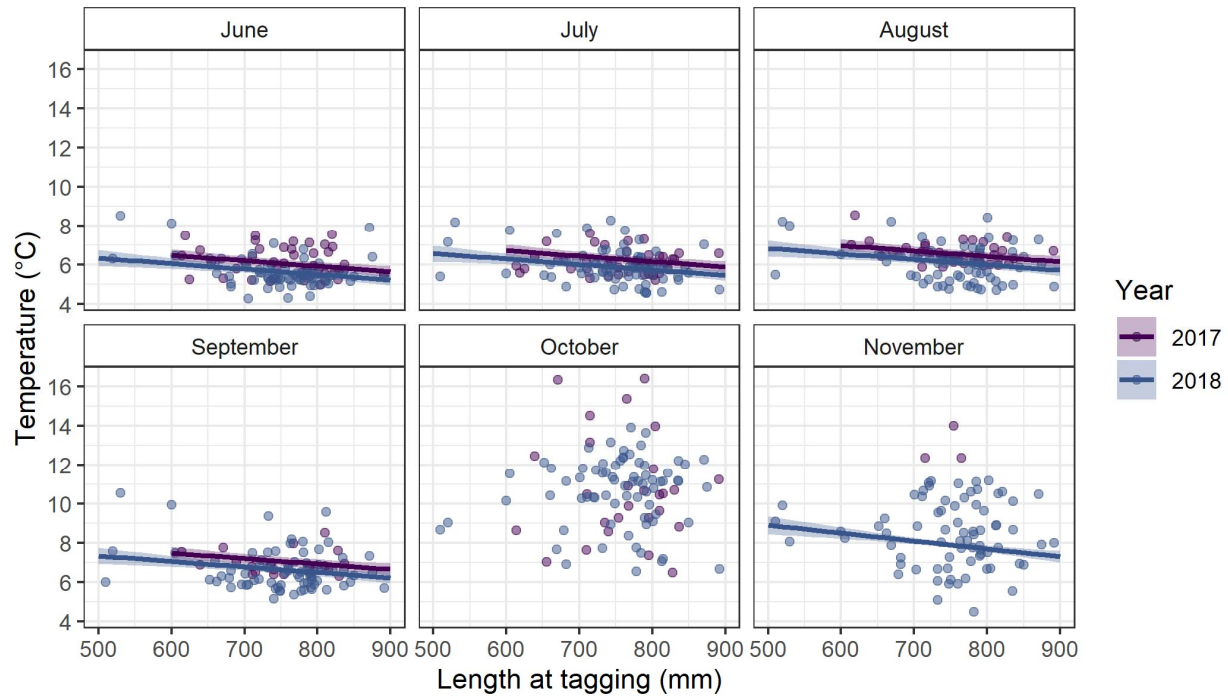 June July August
16
14
12
10
8
6
4
September October November
16
14
12
10
8
6
4
500 600 700 800 900 500 600 700 800 900 500 600 700 800 900
Length at tagging (mm)
Temperature (°C)
Year
2017
2018